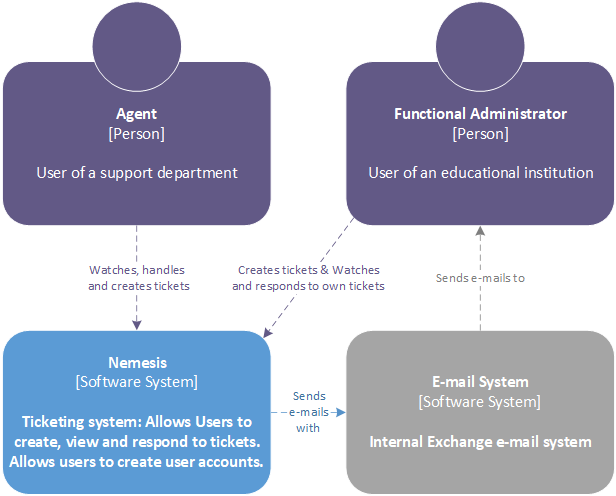 Agent
[Person]
User of a support department
Functional Administrator
[Person]
User of an educational institution
Watches, handles
and creates tickets
Creates tickets & Watches
and responds to own tickets
Sends e-mails to
Nemesis
[Software System]
Ticketing system: Allows Users to
create, view and respond to tickets.
Allows users to create user accounts.
Sends
e-mails
with
E-mail System
[Software System]
Internal Exchange e-mail system